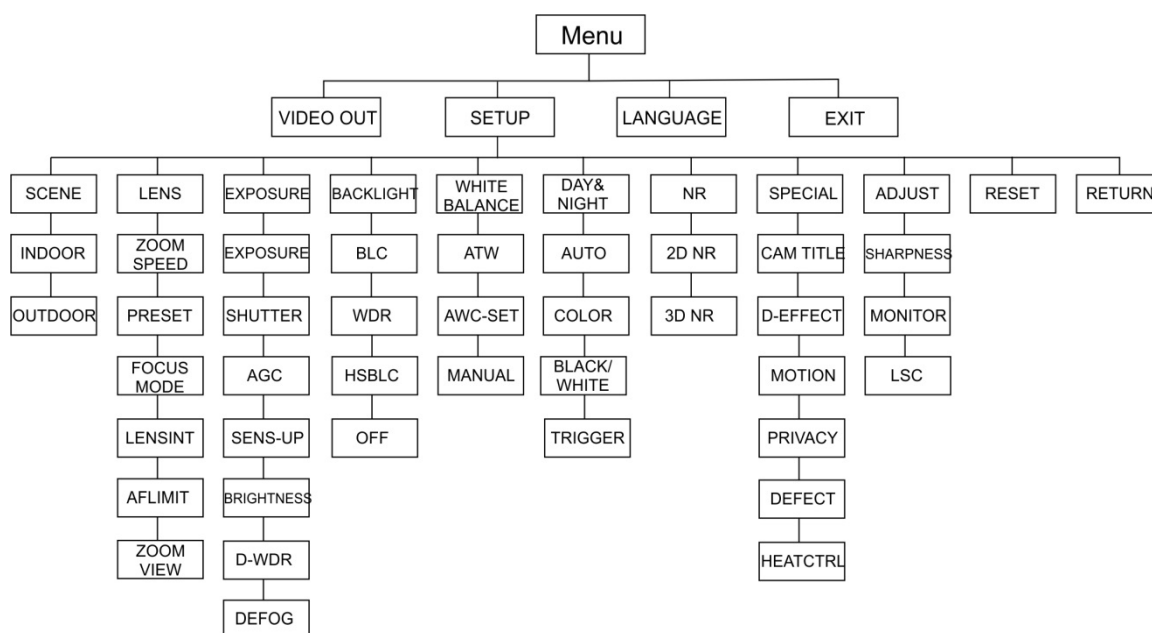 Menu
VIDEO OUT
SETUP
LANGUAGE
EXIT
SCENE
LENS
EXPOSURE
BACKLIGHT
WHITE
BALANCE
DAY&
NIGHT
NR
SPECIAL
ADJUST
RESET
RETURN
INDOOR
ZOOM
SPEED
EXPOSURE
BLC
ATW
AUTO
2D NR
CAM TITLE
SHARPNESS
OUTDOOR
PRESET
SHUTTER
WDR
AWC-SET
COLOR
3D NR
D-EFFECT
MONITOR
FOCUS
MODE
AGC
HSBLC
MANUAL
BLACK/
WHITE
MOTION
LSC
LENSINT
SENS-UP
OFF
TRIGGER
PRIVACY
AFLIMIT
BRIGHTNESS
DEFECT
ZOOM
VIEW
D-WDR
HEATCTRL
DEFOG